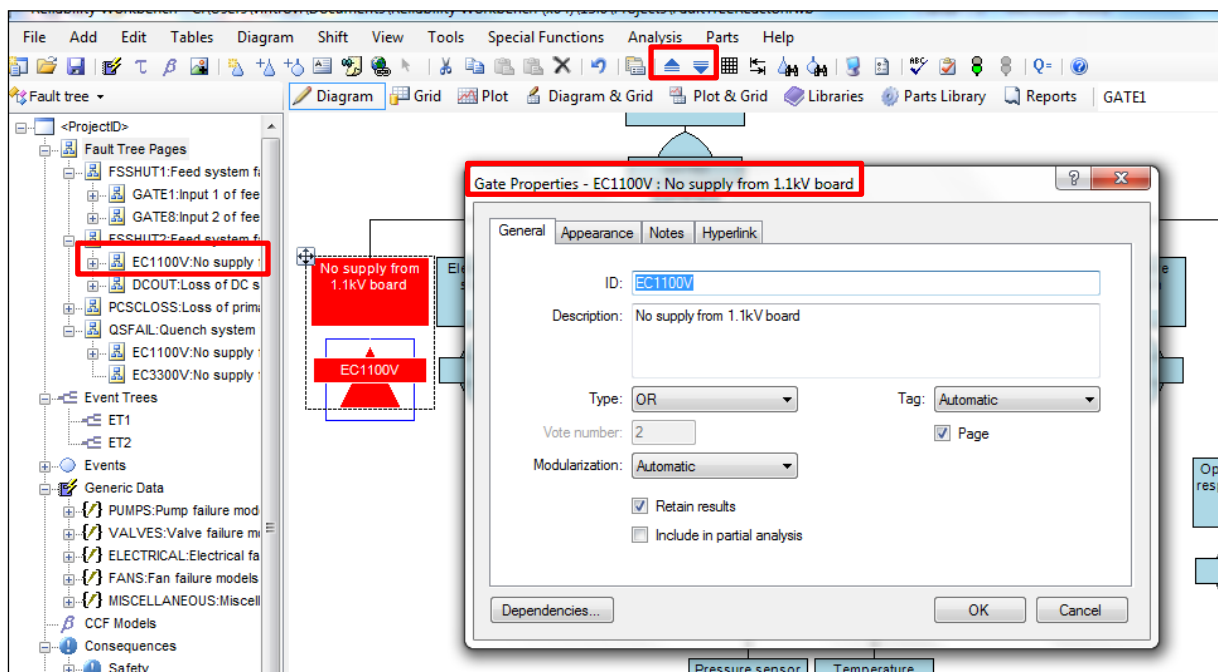 File Add Edit Tables Diagram Shift View Tools Special Functions Analysis Parts Help
Fault tree
Diagram Grid Plot Diagram & Grid Plot & Grid Libraries Parts Library Reports GATE1
<ProjectID>
Fault Tree Pages
FSSHUT1:Feed system
GATE1:Input 1 of fee
GATE8:Input 2 of fee
FSSHUT2:Feed system
EC1100V:No supply
DCOUT:Loss of DC s
PCSCLOSS:Loss of prim
QSFAIL:Quench system
EC1100V:No supply
EC3300V:No supply
Event Trees
ET1
ET2
Events
Generic Data
PUMPS:Pump failure mod
VALVES:Valve failure m
ELECTRICAL:Electrical fa
FANS:Fan failure models
MISCELLANEOUS:Miscell
β CCF Models
Consequences
Safety
No supply from
1.1kV board
EC1100V
Ele
s
Gate Properties - EC1100V : No supply from 1.1kV board
General Appearance Notes Hyperlink
ID: EC1100V
Description: No supply from 1.1kV board
Type: OR Tag: Automatic
Vote number: 2 Page
Modularization: Automatic
Retain results
Include in partial analysis
Dependencies... OK Cancel
e
Op
resp
Pressure sensor
Temperature